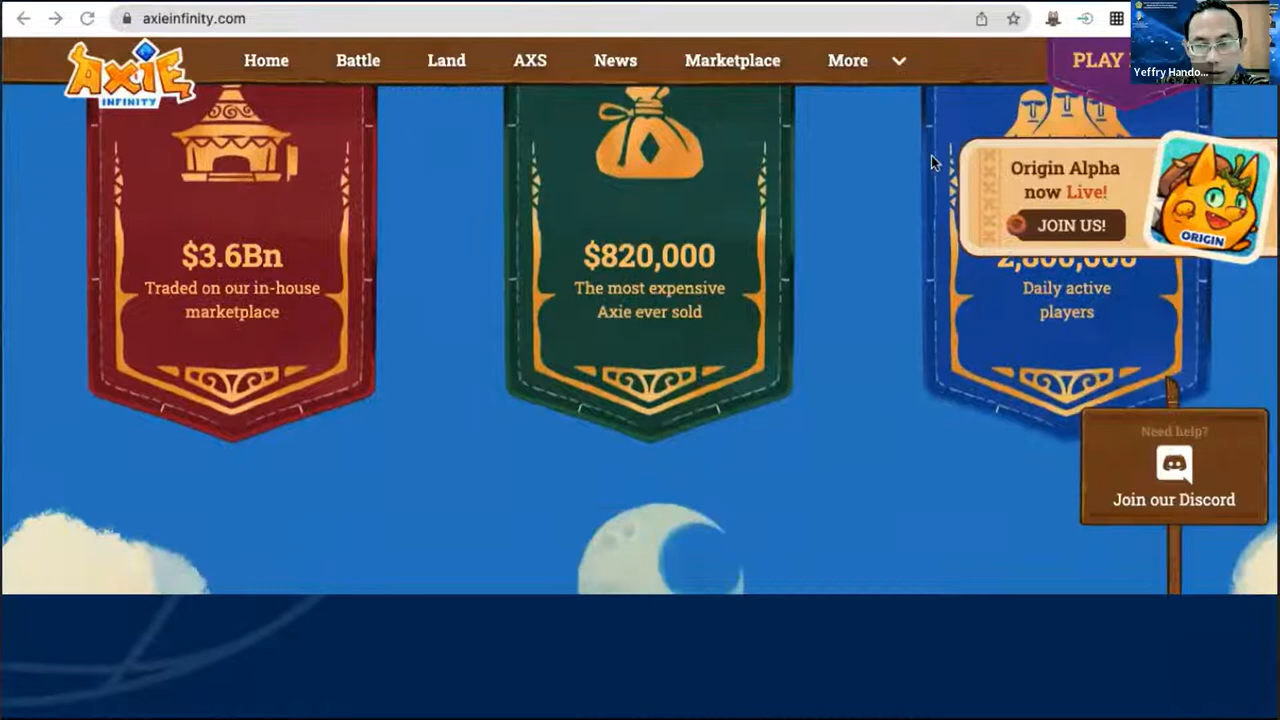 axieinfinity.com
AXIE
INFINITY
Home
Battle
Land
AXS
News
Marketplace
More
PLAY
Yeffry Hando...
Origin Alpha
now Live!
JOIN US!
ORIGIN
$3.6Bn
Traded on our in-house
marketplace
$820,000
The most expensive
Axie ever sold
Daily active
players
Need help?
Join our Discord